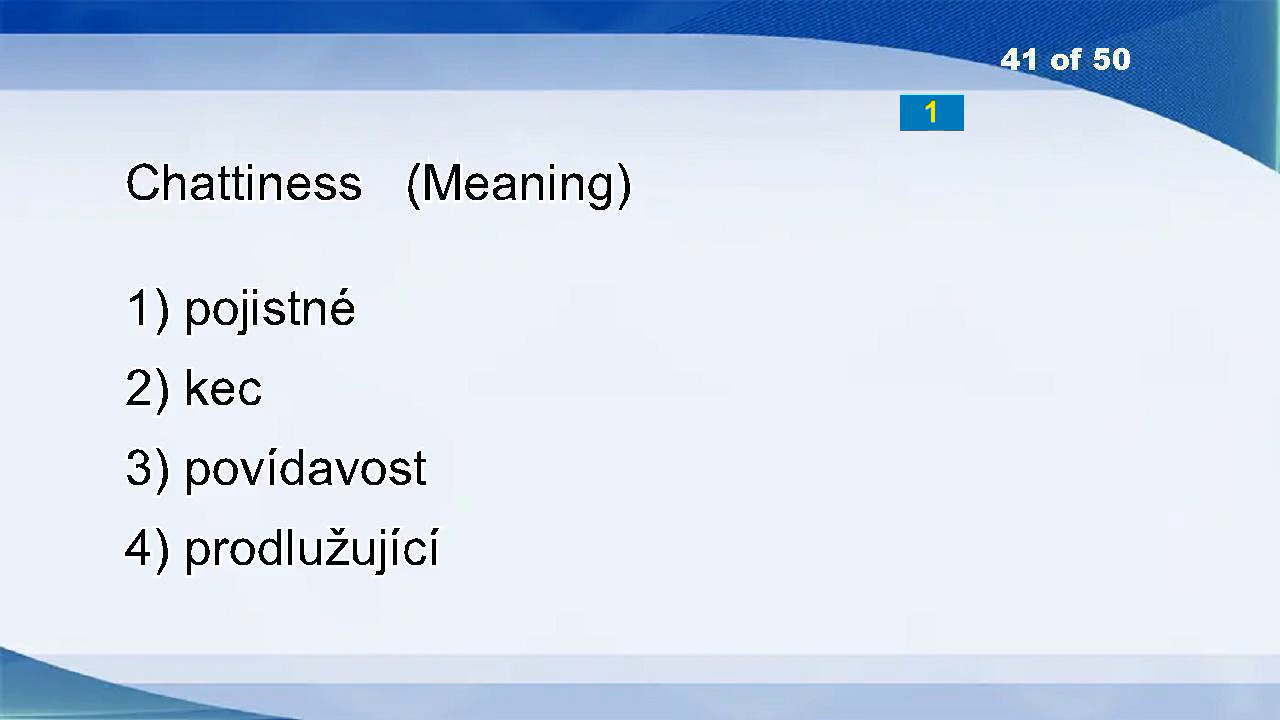 41 of 50
1
Chattiness (Meaning)
1) pojistné
2) kec
3) povídavost
4) prodlužující